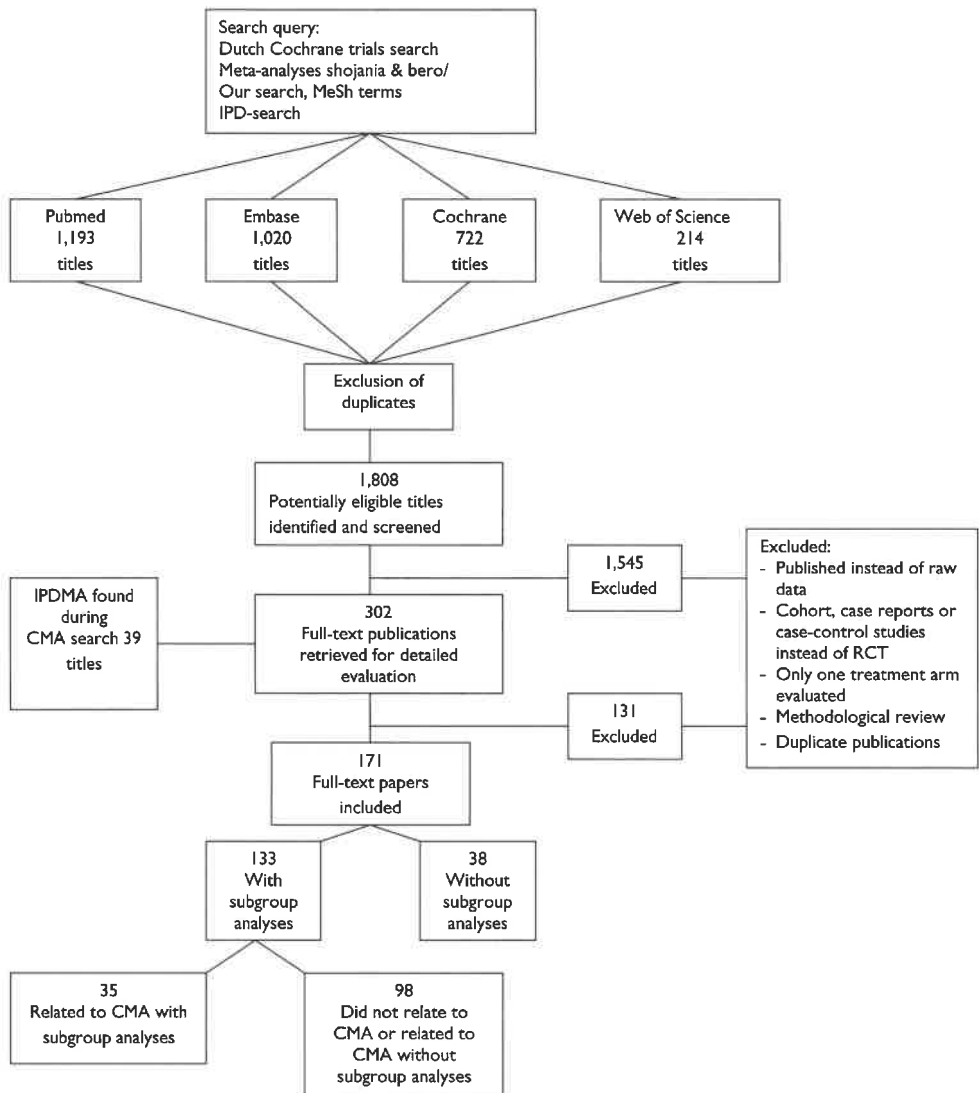 Search query:
Dutch Cochrane trials search
Meta-analyses shojania & bero/
Our search, MeSh terms
IPD-search
Pubmed
1,193
titles
Embase
1,020
titles
Cochrane
722
titles
Web of Science
214
titles
Exclusion of
duplicates
1,808
Potentially eligible titles
identified and screened
1,545
Excluded
Excluded:
- Published instead of raw
data
- Cohort, case reports or
case-control studies
instead of RCT
- Only one treatment arm
evaluated
- Methodological review
- Duplicate publications
IPDMA found
during
CMA search 39
titles
302
Full-text publications
retrieved for detailed
evaluation
131
Excluded
171
Full-text papers
included
133
With
subgroup
analyses
38
Without
subgroup
analyses
35
Related to CMA with
subgroup analyses
98
Did not relate to
CMA or related to
CMA without
subgroup analyses